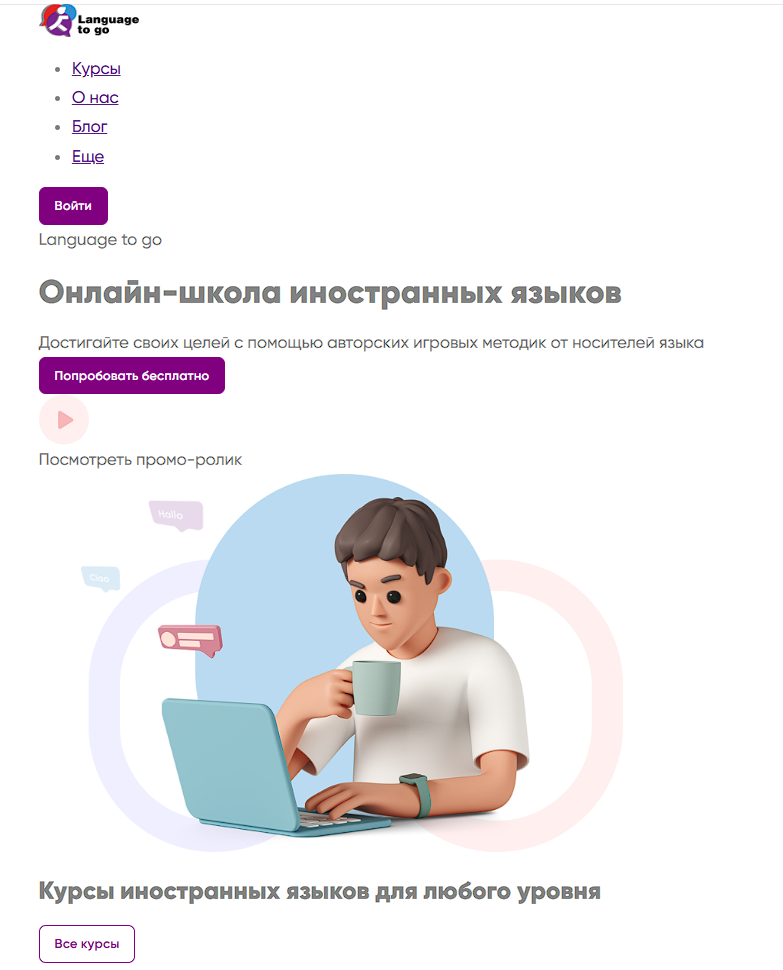 Language
to go
Курсы
О нас
Блог
Еще
Войти
Language to go
Онлайн-школа иностранных языков
Достигайте своих целей с помощью авторских игровых методик от носителей языка
Попробовать бесплатно
Посмотреть промо-ролик
Hallo
Ciao
Курсы иностранных языков для любого уровня
Все курсы